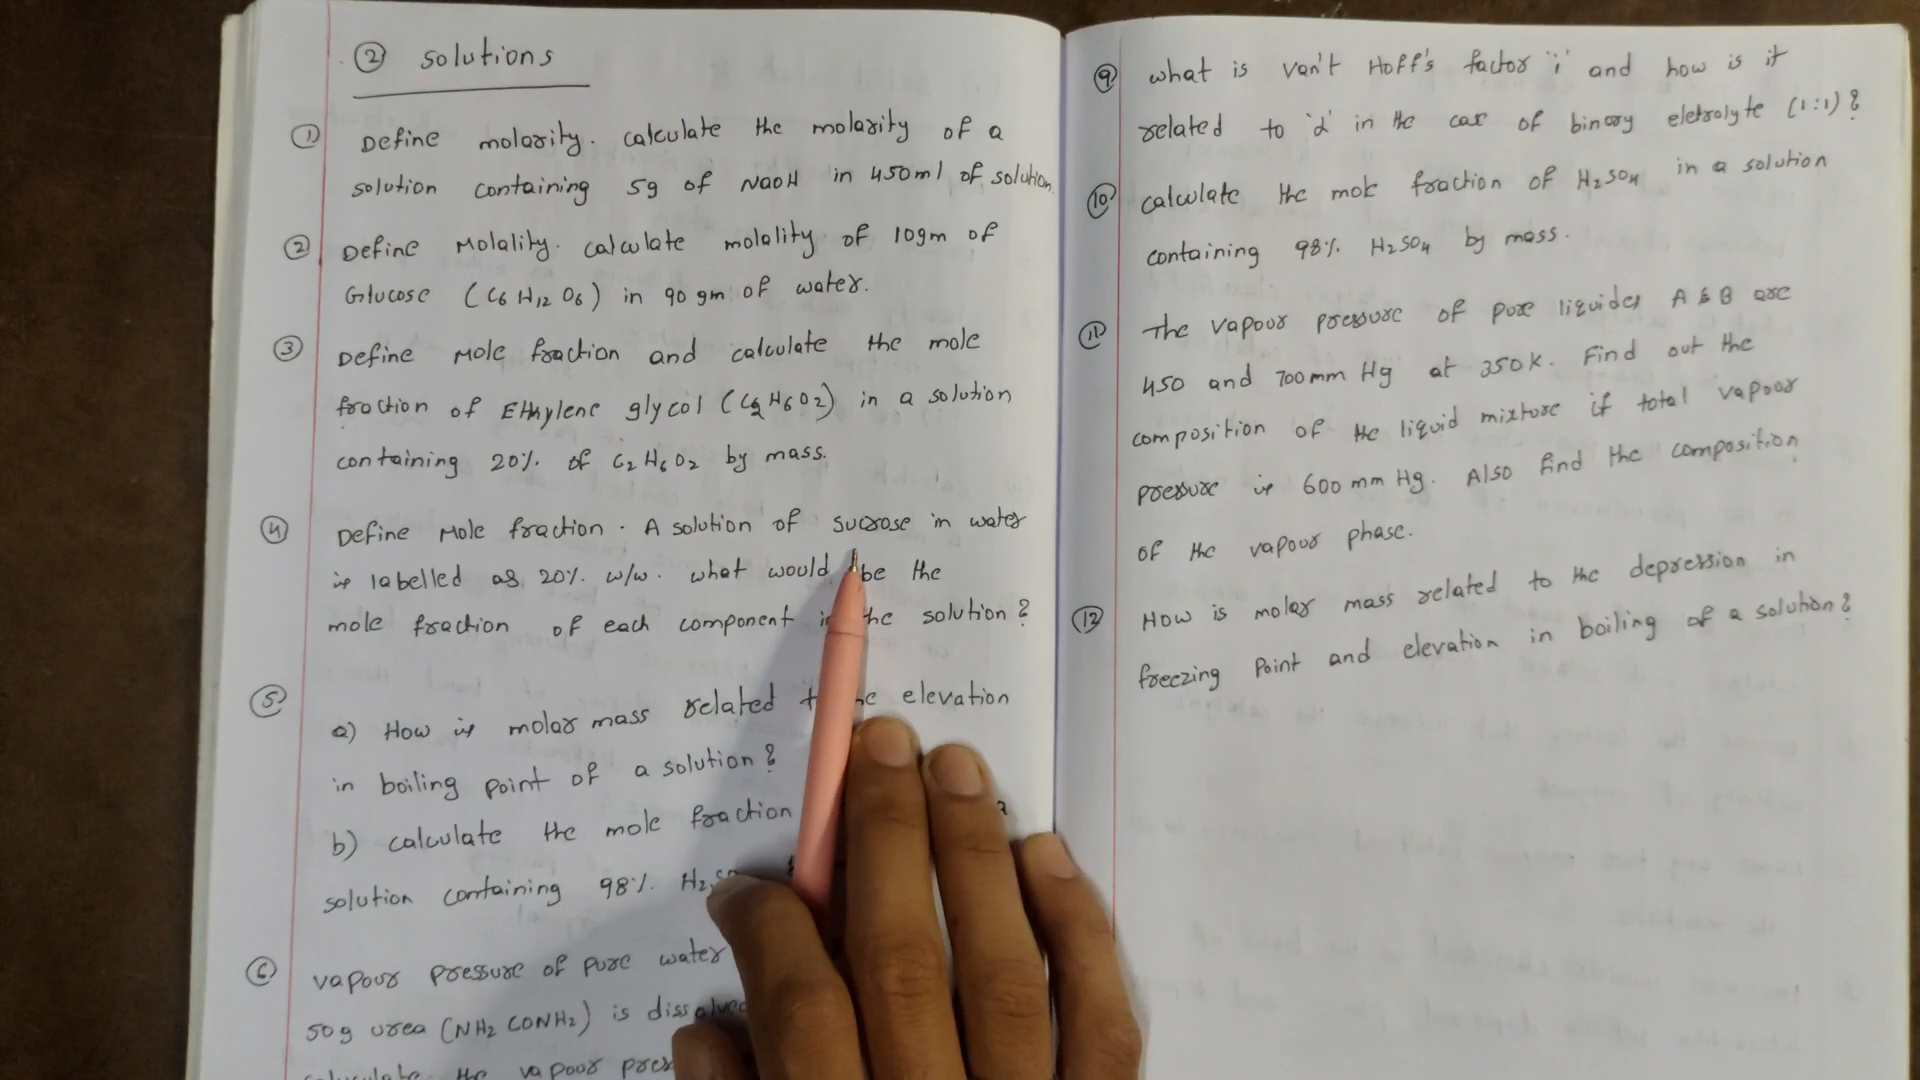 ② Solutions
① Define molarity. calculate the molarity of a
solution containing 5g of NaOH in 450ml of solution.
② Define Molality. calculate molality of 10gm of
Glucose (C6 H12 O6) in 90 gm of water.
③ Define Mole fraction and calculate the mole
fraction of Ethylene glycol (C2H6O2) in a solution
containing 20% of C2H6O2 by mass.
④ Define Mole fraction. A solution of sucrose in water
is labelled as 20% w/w. what would be the
mole fraction of each component in the solution?
⑤
a) How is molar mass related the elevation
in boiling point of a solution?
b) calculate the mole fraction
solution containing 98%
⑥ vapour pressure of pure water
50g urea (NH2 CONH2) is dissolved
the vapour
⑨ what is van't Hoff's factor 'i' and how is it
related to 'α' in the case of binary eletrolyte (1:1)?
⑩ calculate the mole fraction of H2SO4 in a solution
containing 98% H2SO4 by mass.
⑪ The vapour pressure of pure liquides A & B are
450 and 700mm Hg at 350K. Find out the
composition of the liquid mixture if total vapour
pressure is 600 mm Hg. Also find the composition
of the vapour phase.
⑫ How is molar mass related to the depression in
freezing point and elevation in boiling of a solution?